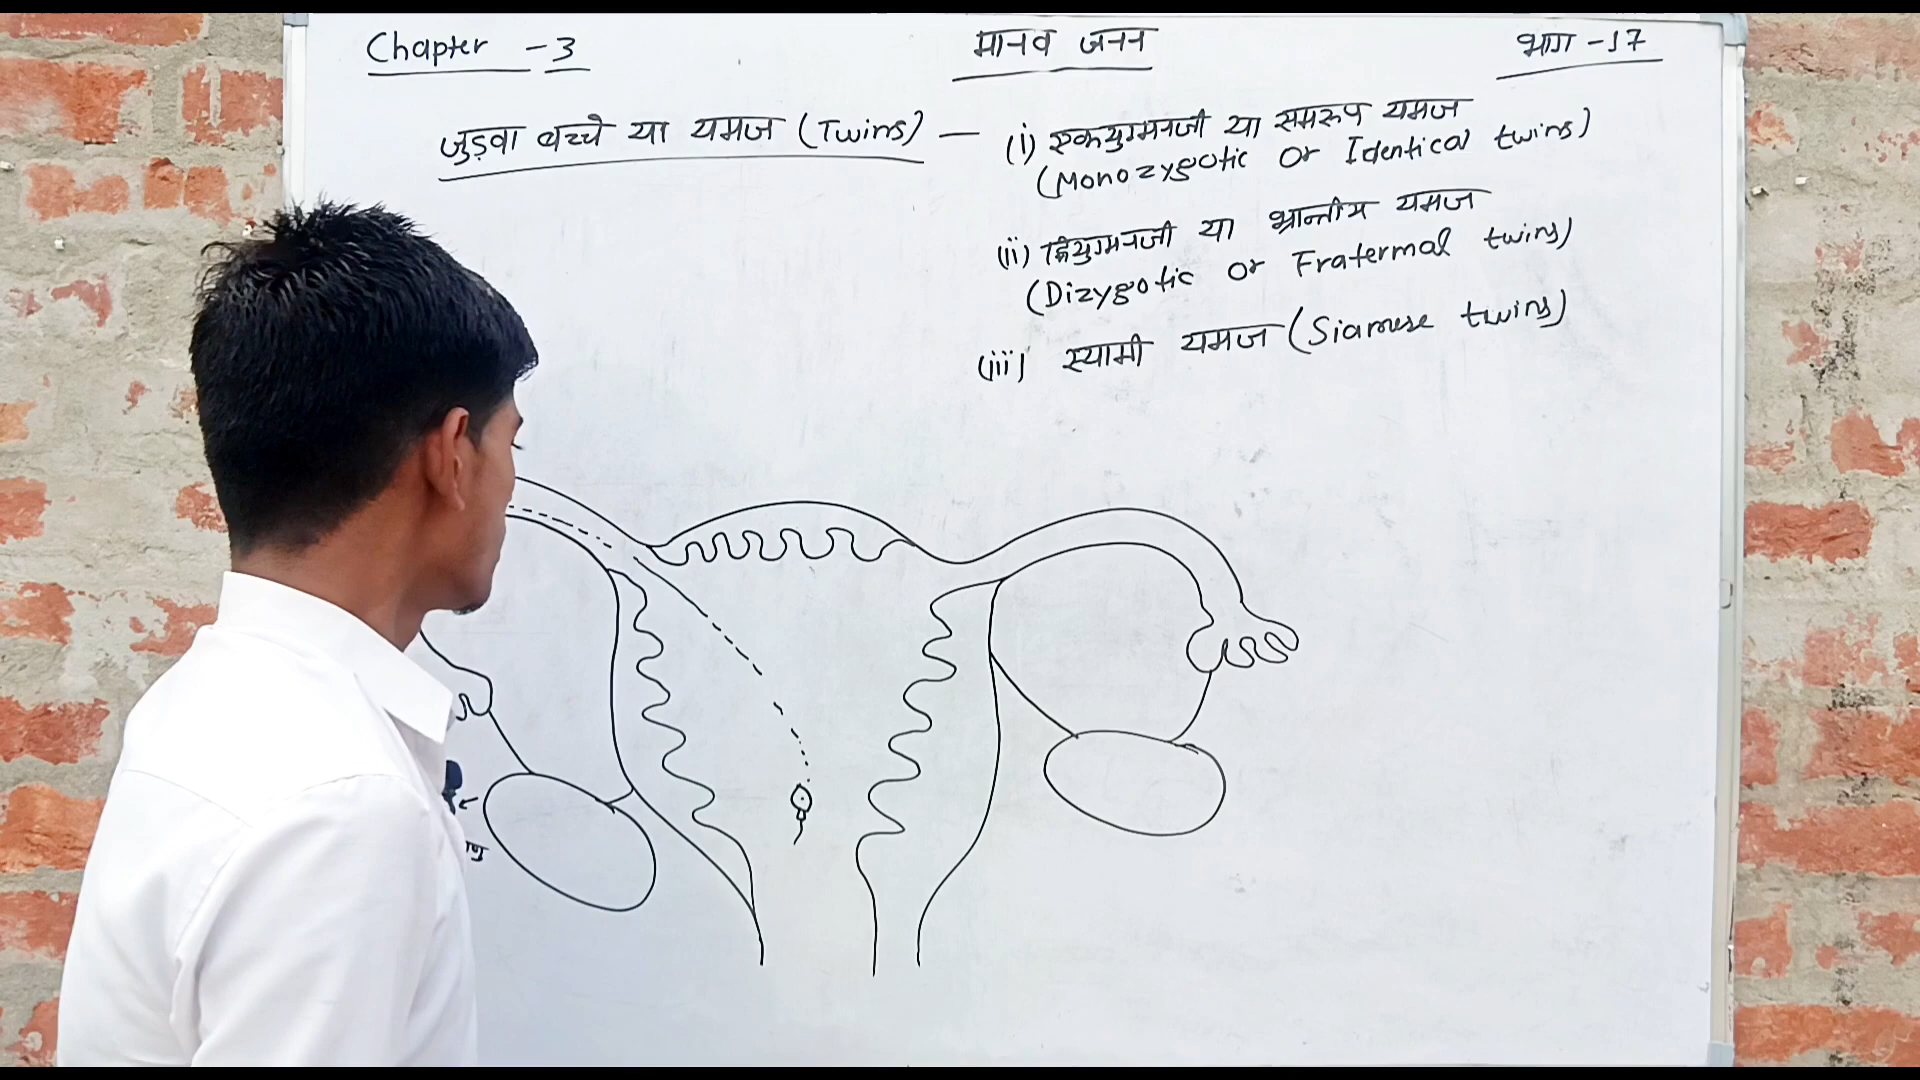 Chapter - 3
मानव जनन
भाग - 17
जुड़वा बच्चे या यमज (Twins) —
(i) एकयुग्मनजी या समरुप यमज
(Monozygotic or Identical twins)
(ii) द्वियुग्मनजी या भ्रान्तीय यमज
(Dizygotic or Fratermal twins)
(iii) स्यामी यमज (Siamese twins)